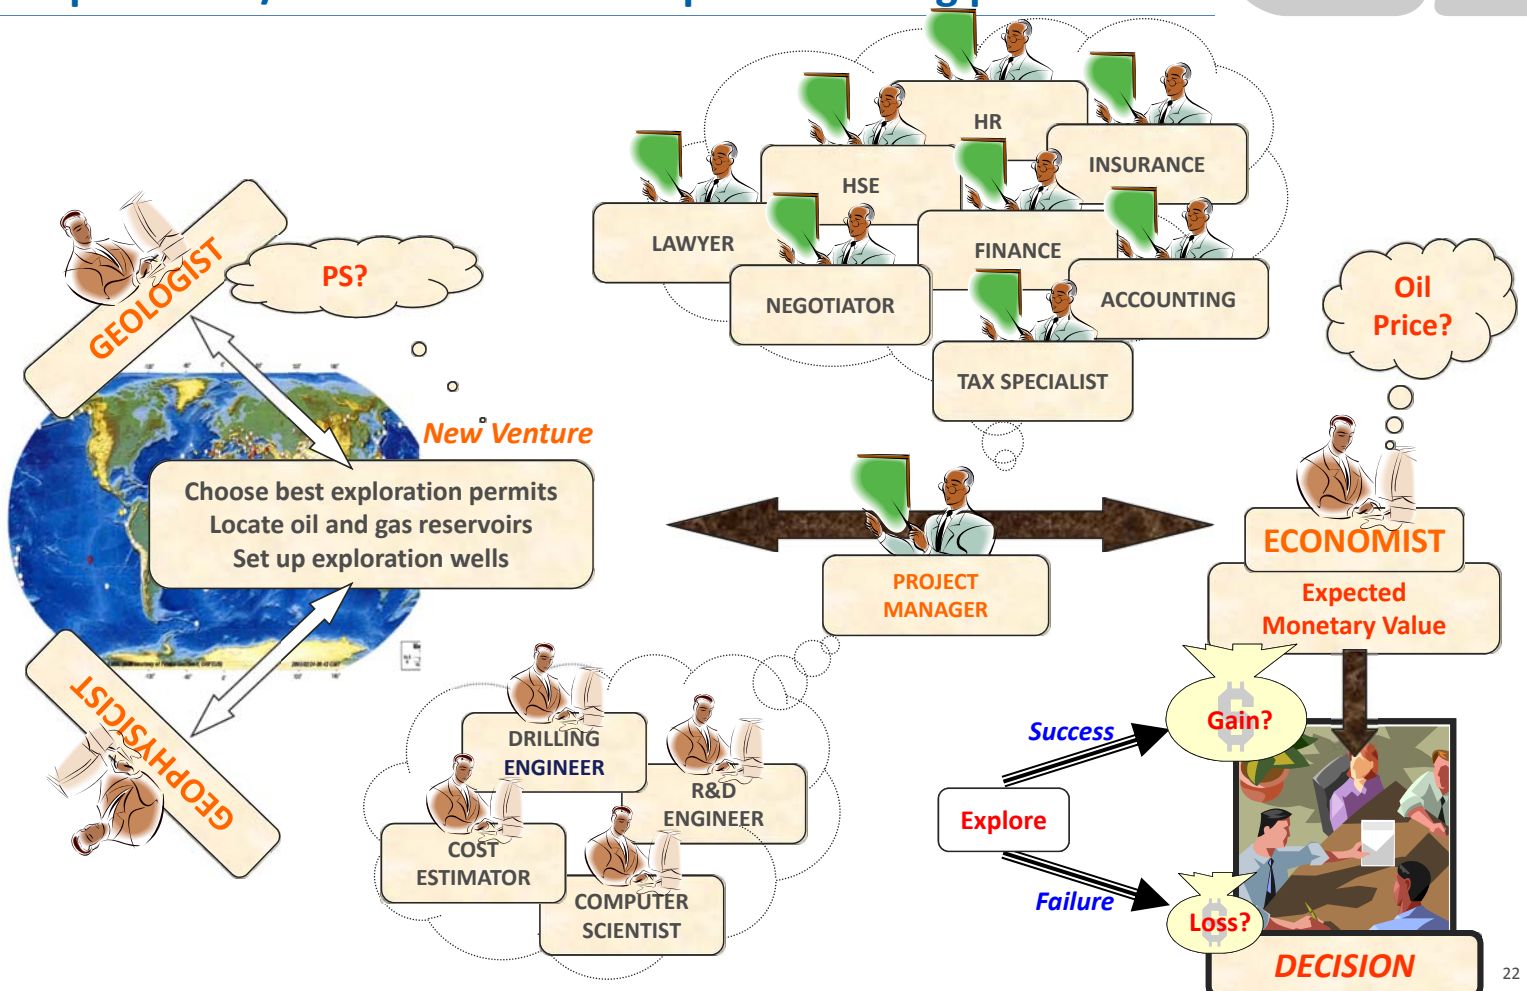 HR
INSURANCE
HSE
LAWYER
FINANCE
NEGOTIATOR
ACCOUNTING
TAX SPECIALIST
GEOLOGIST
PS?
Oil
Price?
New Venture
Choose best exploration permits
Locate oil and gas reservoirs
Set up exploration wells
PROJECT
MANAGER
ECONOMIST
Expected
Monetary Value
GEOPHYSICIST
DRILLING
ENGINEER
R&D
ENGINEER
COST
ESTIMATOR
COMPUTER
SCIENTIST
Success
Gain?
Explore
Failure
Loss?
DECISION
22